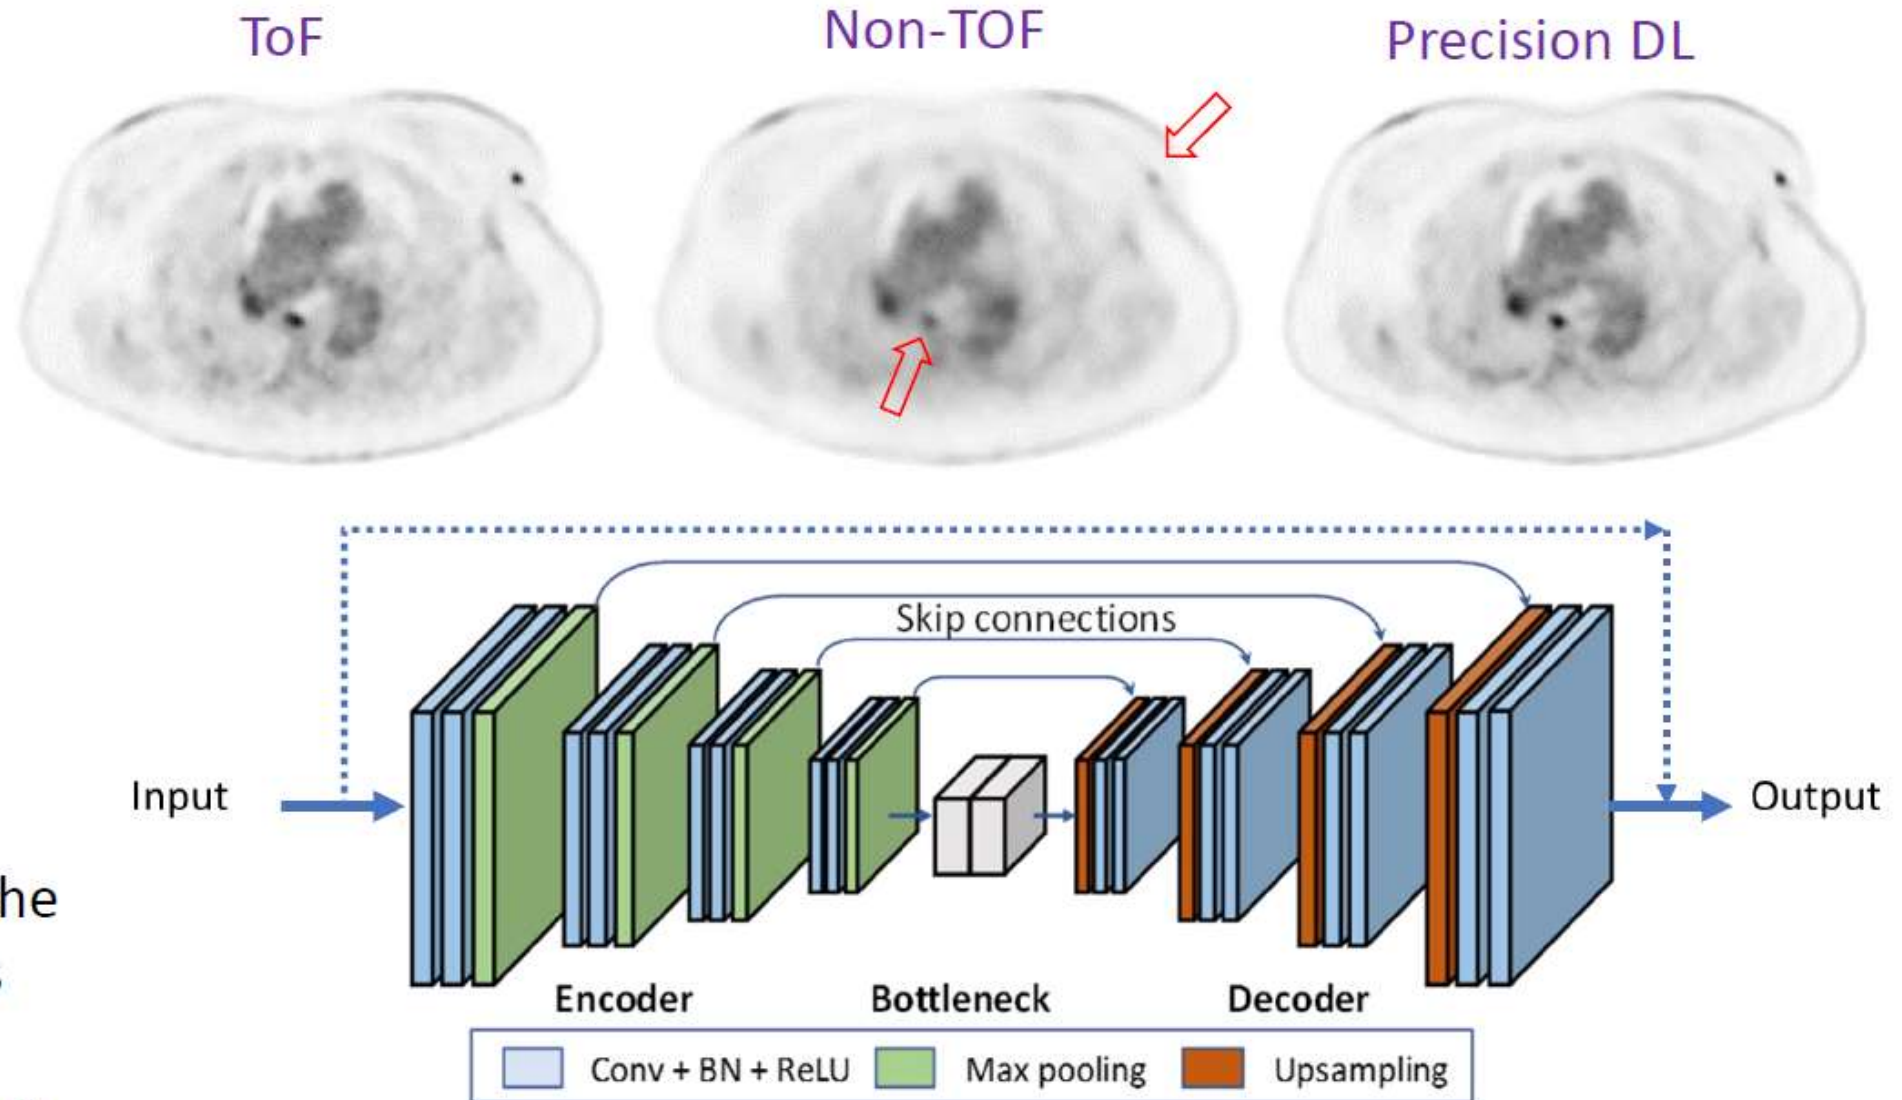 ToF
Non-TOF
Precision DL
Skip connections
Input
Output
he
s
Encoder
Bottleneck
Decoder
Conv + BN + ReLU
Max pooling
Upsampling